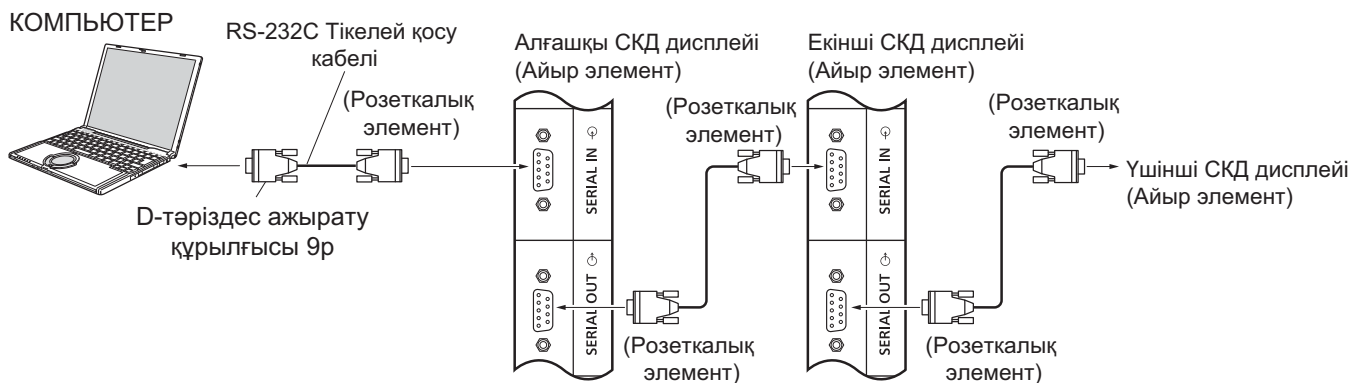 КОМПЬЮТЕР
RS-232C Тікелей қосу
кабелі
(Розеткалық
элемент)
D-тәріздес ажырату
құрылғысы 9p
Алғашқы СКД дисплейі
(Айыр элемент)
SERIAL IN
SERIAL OUT
(Розеткалық
элемент)
(Розеткалық
элемент)
Екінші СКД дисплейі
(Айыр элемент)
SERIAL IN
SERIAL OUT
(Розеткалық
элемент)
(Розеткалық
элемент)
Үшінші СКД дисплейі
(Айыр элемент)